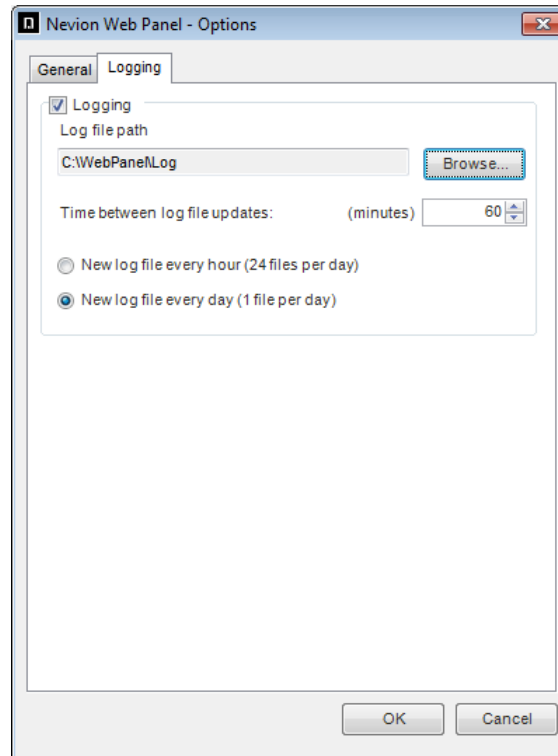 Nevion Web Panel - Options
General Logging
Logging
Log file path
C:\WebPanel\Log Browse...
Time between log file updates: (minutes) 60
New log file every hour (24 files per day)
New log file every day (1 file per day)
OK Cancel